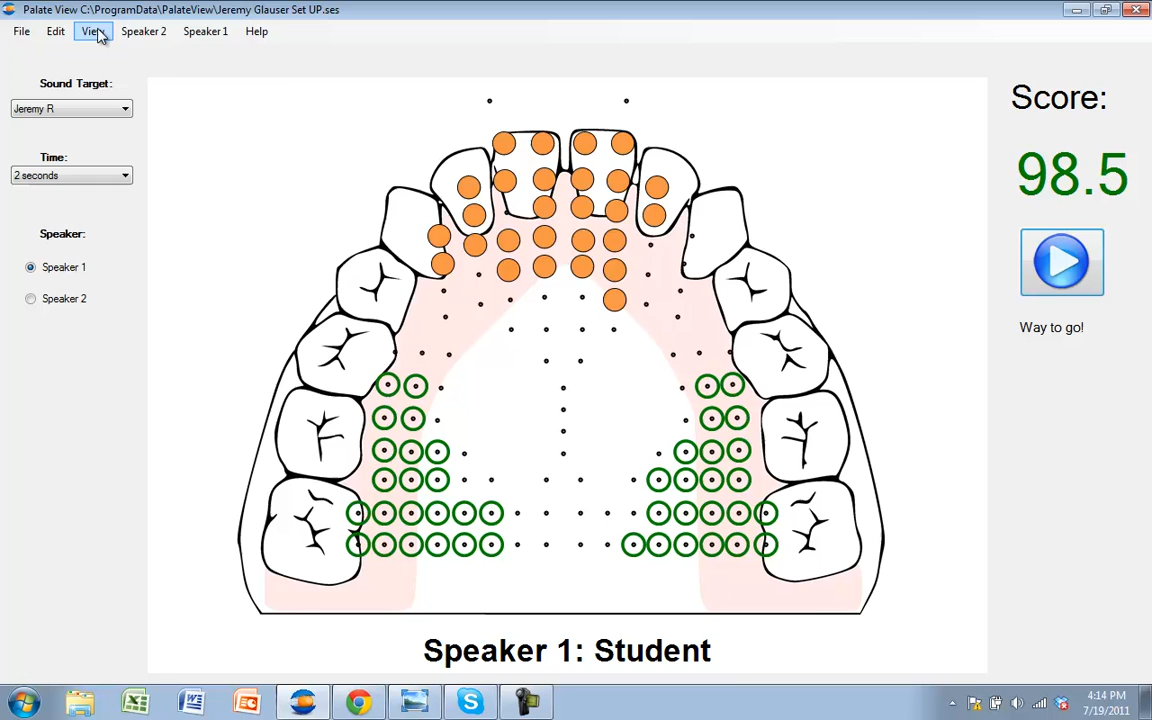 Palate View C:\ProgramData\PalateView\Jeremy Glauser Set UP.ses
File Edit View Speaker 2 Speaker 1 Help
Sound Target:
Jeremy R
Time:
2 seconds
Speaker:
Speaker 1
Speaker 2
Score:
98.5
Way to go!
Speaker 1: Student
4:14 PM
7/19/2011